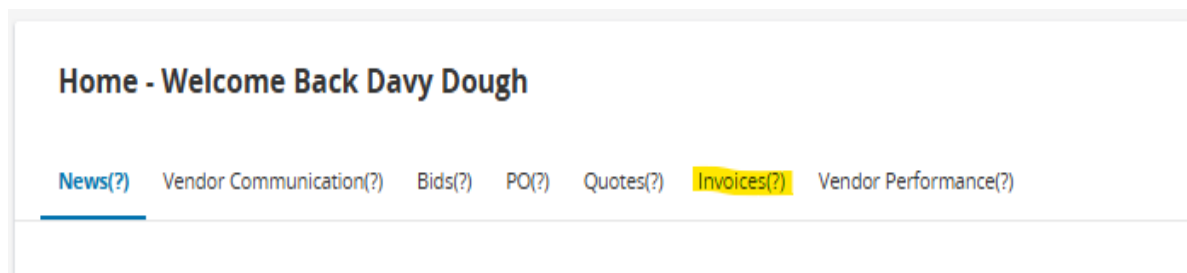 Home - Welcome Back Davy Dough
News(?) Vendor Communication(?) Bids(?) PO(?) Quotes(?) Invoices(?) Vendor Performance(?)